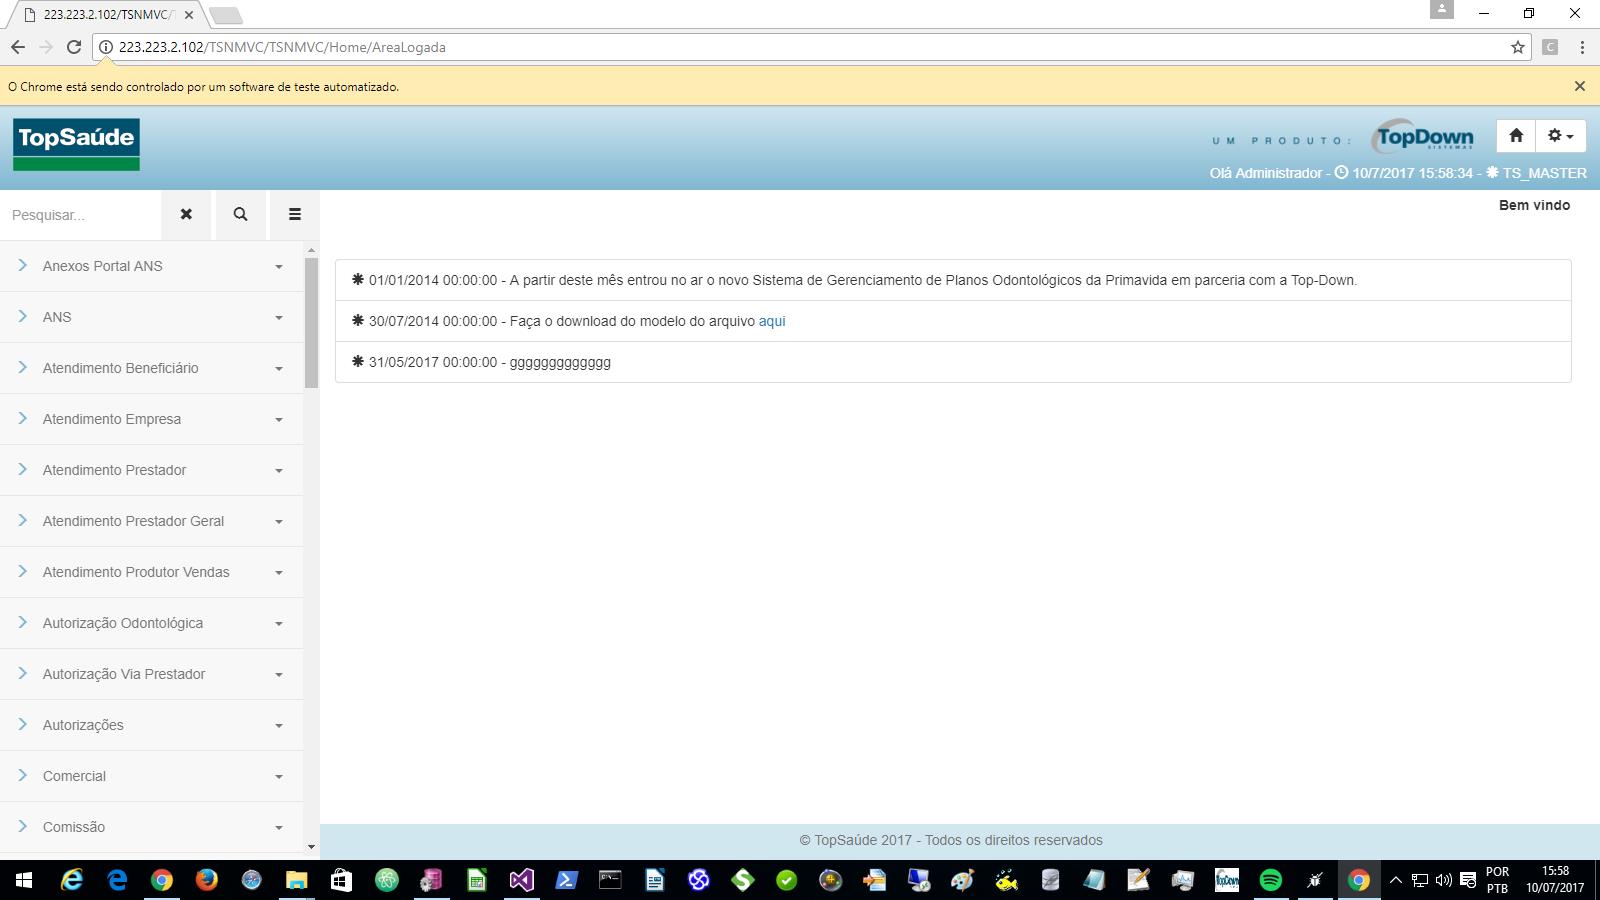 223.223.2.102/TSNMVC/T
223.223.2.102/TSNMVC/TSNMVC/Home/AreaLogada
C
O Chrome está sendo controlado por um software de teste automatizado.
TopSaúde
UM PRODUTO:
TopDown
SISTEMAS
Olá Administrador - 10/7/2017 15:58:34 - TS_MASTER
Pesquisar...
Bem vindo
Anexos Portal ANS
ANS
Atendimento Beneficiário
Atendimento Empresa
Atendimento Prestador
Atendimento Prestador Geral
Atendimento Produtor Vendas
Autorização Odontológica
Autorização Via Prestador
Autorizações
Comercial
Comissão
01/01/2014 00:00:00 - A partir deste mês entrou no ar o novo Sistema de Gerenciamento de Planos Odontológicos da Primavida em parceria com a Top-Down.
30/07/2014 00:00:00 - Faça o download do modelo do arquivo aqui
31/05/2017 00:00:00 - ggggggggggggg
© TopSaúde 2017 - Todos os direitos reservados
TopDown
POR
PTB
15:58
10/07/2017